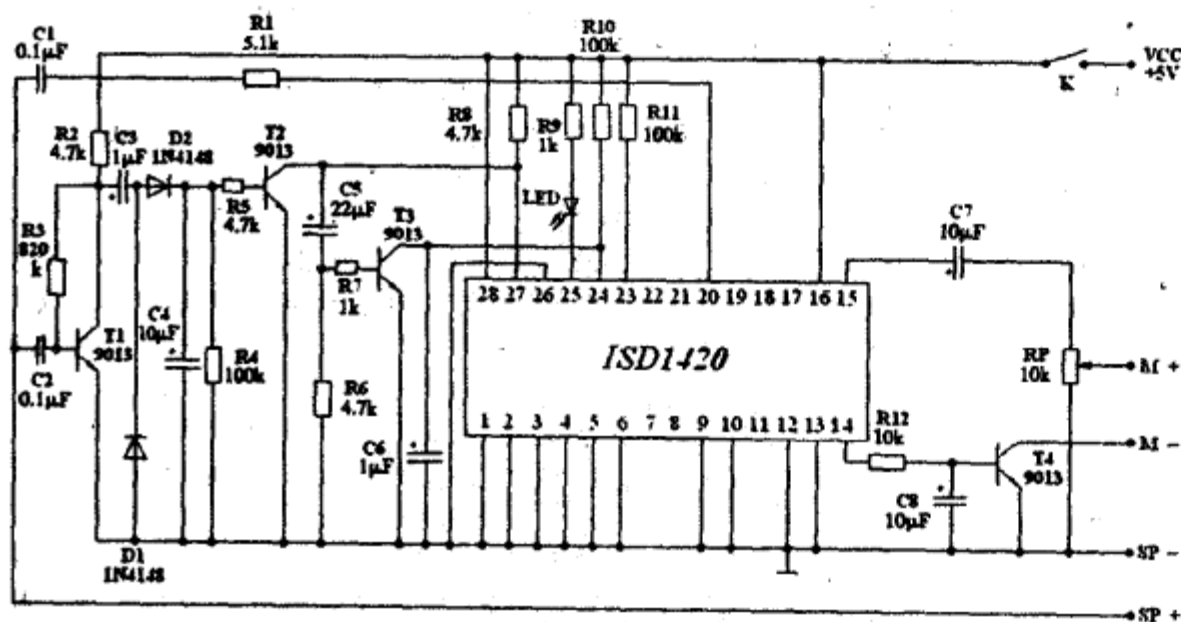 C1
0.1μF
R1
5.1k
R10
100k
VCC
+5V
K
R2
4.7k
C3
1μF
D2
1N4148
T2
9013
R8
4.7k
R9
1k
R11
100k
R5
4.7k
C5
22μF
T3
9013
LED
C7
10μF
R3
820
k
R7
1k
28 27 26 25 24 23 22 21 20 19 18 17 16 15
C4
10μF
T1
9013
R4
100k
ISD1420
RP
10k
M +
C2
0.1μF
R6
4.7k
1 2 3 4 5 6 7 8 9 10 11 12 13 14
R12
10k
M -
C6
1μF
T4
9013
C8
10μF
D1
1N4148
SP -
SP +